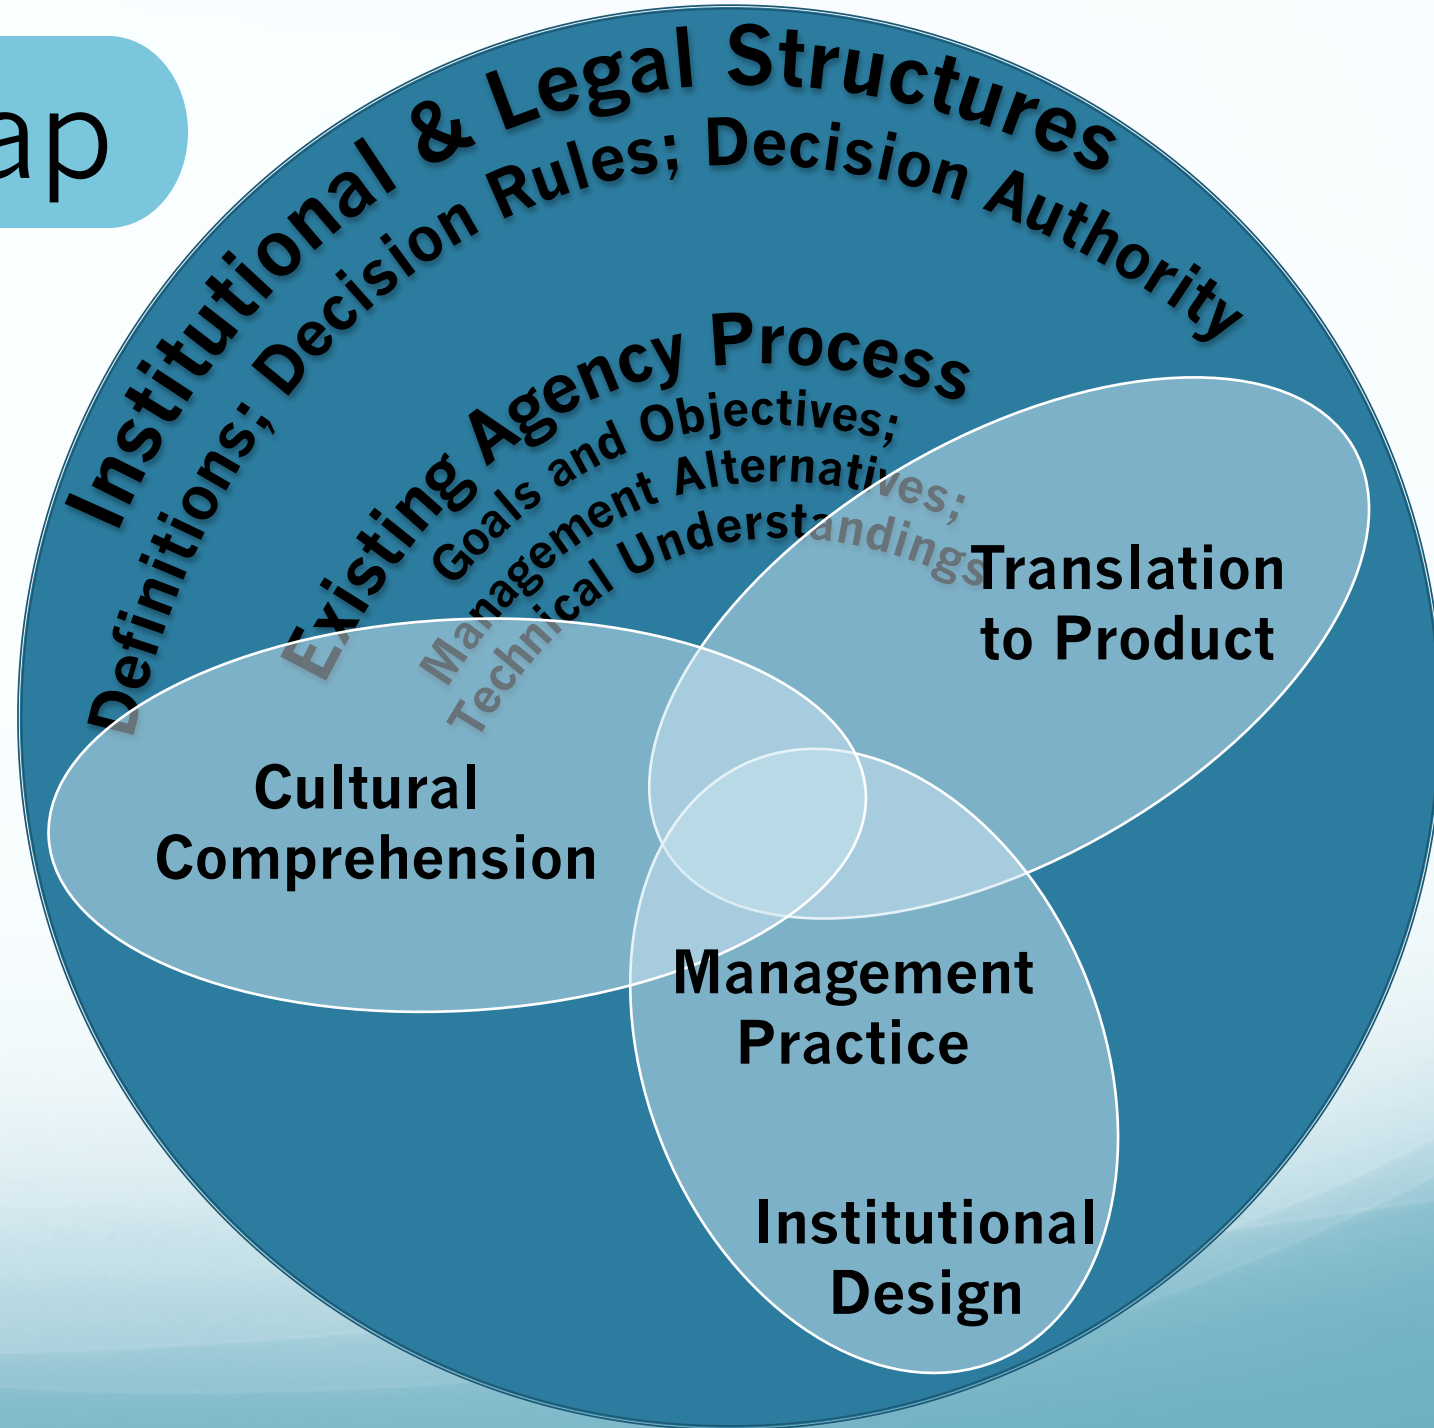 ap
Institutional & Legal Structures
Definitions; Decision Rules; Decision Authority
Existing Agency Process
Goals and Objectives;
Management Alternatives;
Technical Understandings
Translation
to Product
Cultural
Comprehension
Management
Practice
Institutional
Design